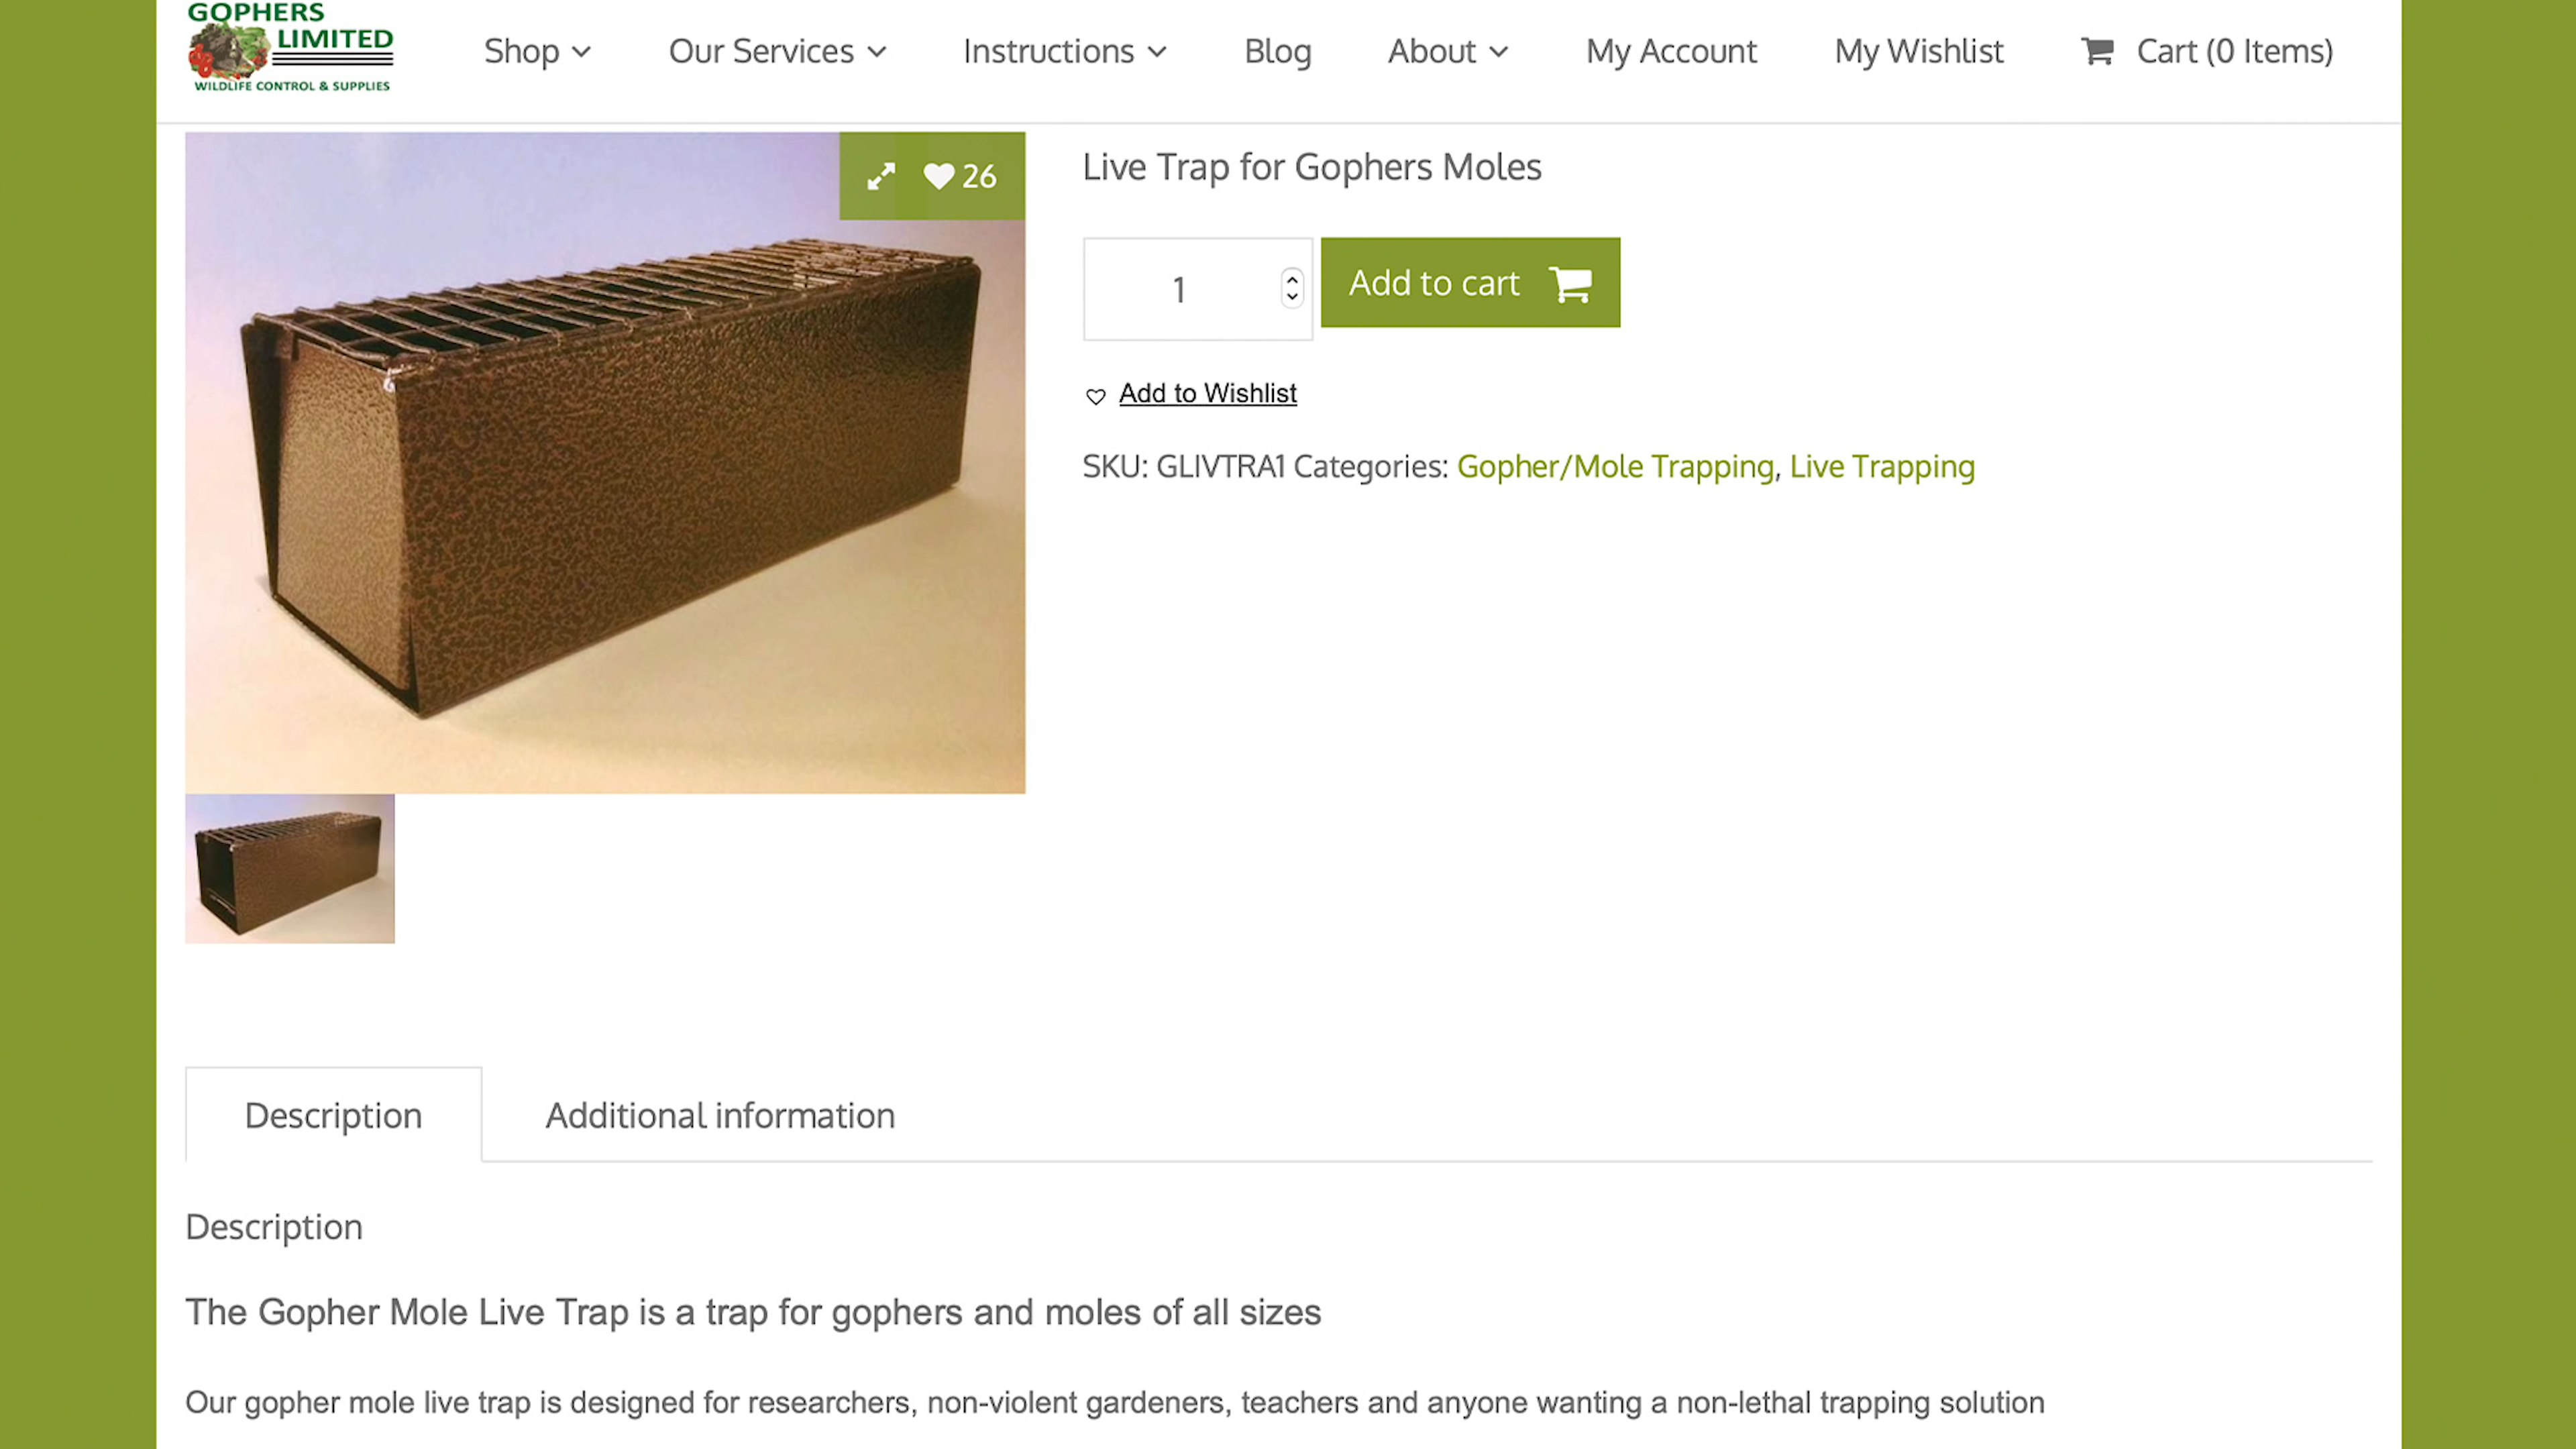 GOPHERS
LIMITED
WILDLIFE CONTROL & SUPPLIES
Shop
Our Services
Instructions
Blog
About
My Account
My Wishlist
Cart (0 Items)
26
Live Trap for Gophers Moles
1
Add to cart
Add to Wishlist
SKU: GLIVTRA1 Categories: Gopher/Mole Trapping, Live Trapping
Description
Additional information
Description
The Gopher Mole Live Trap is a trap for gophers and moles of all sizes
Our gopher mole live trap is designed for researchers, non-violent gardeners, teachers and anyone wanting a non-lethal trapping solution